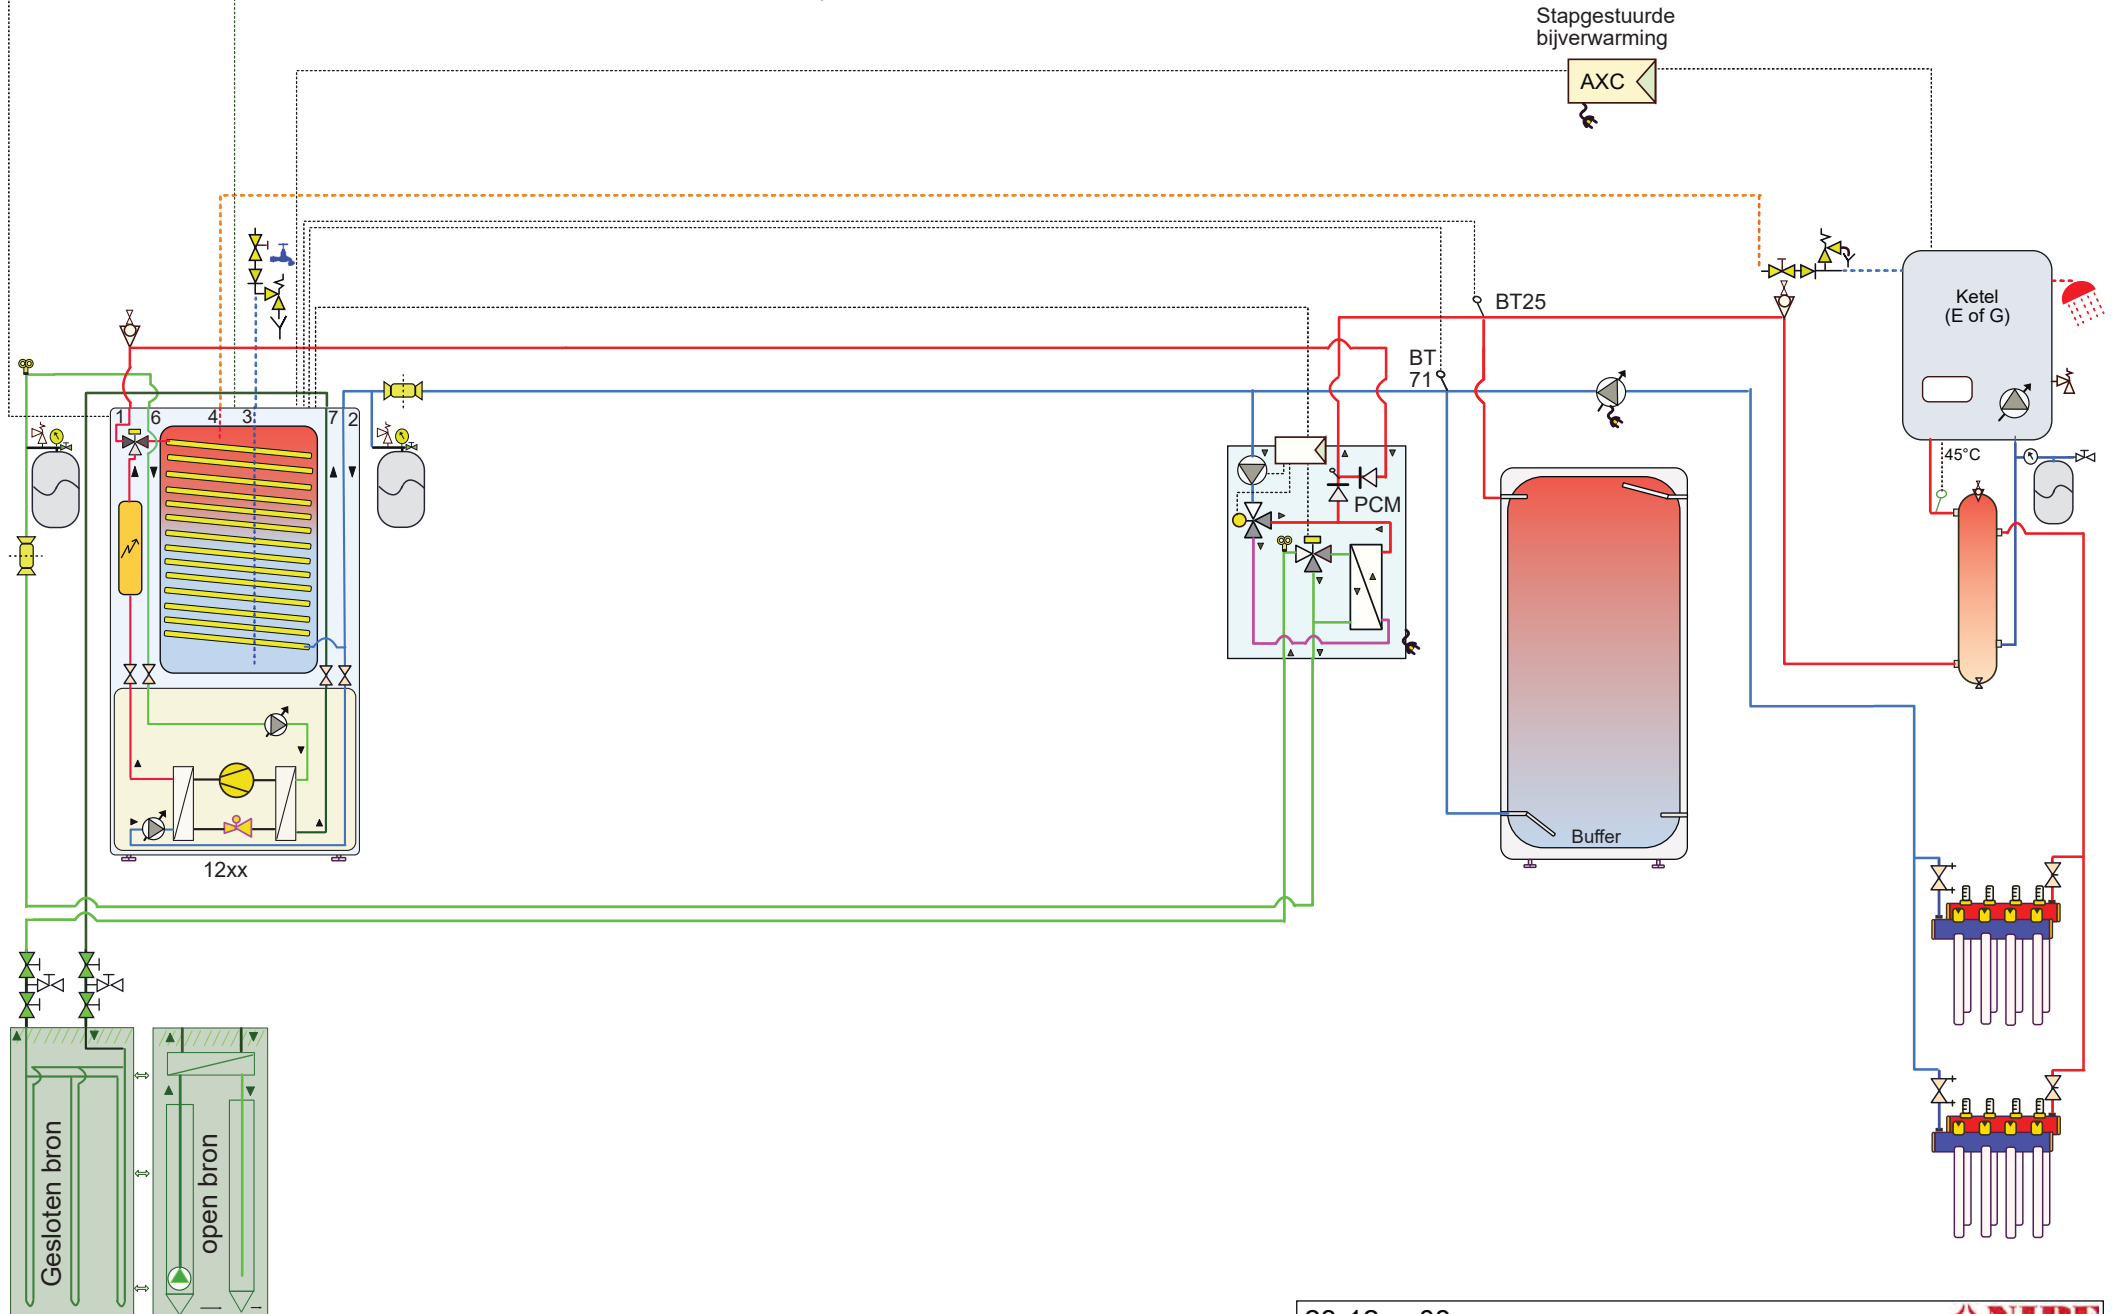 Stapgestuurde
bijverwarming
AXC
BT25
BT
71
Ketel
(E of G)
1 6 4 3 7 2
45°C
PCM
Buffer
12xx
Gesloten bron
open bron